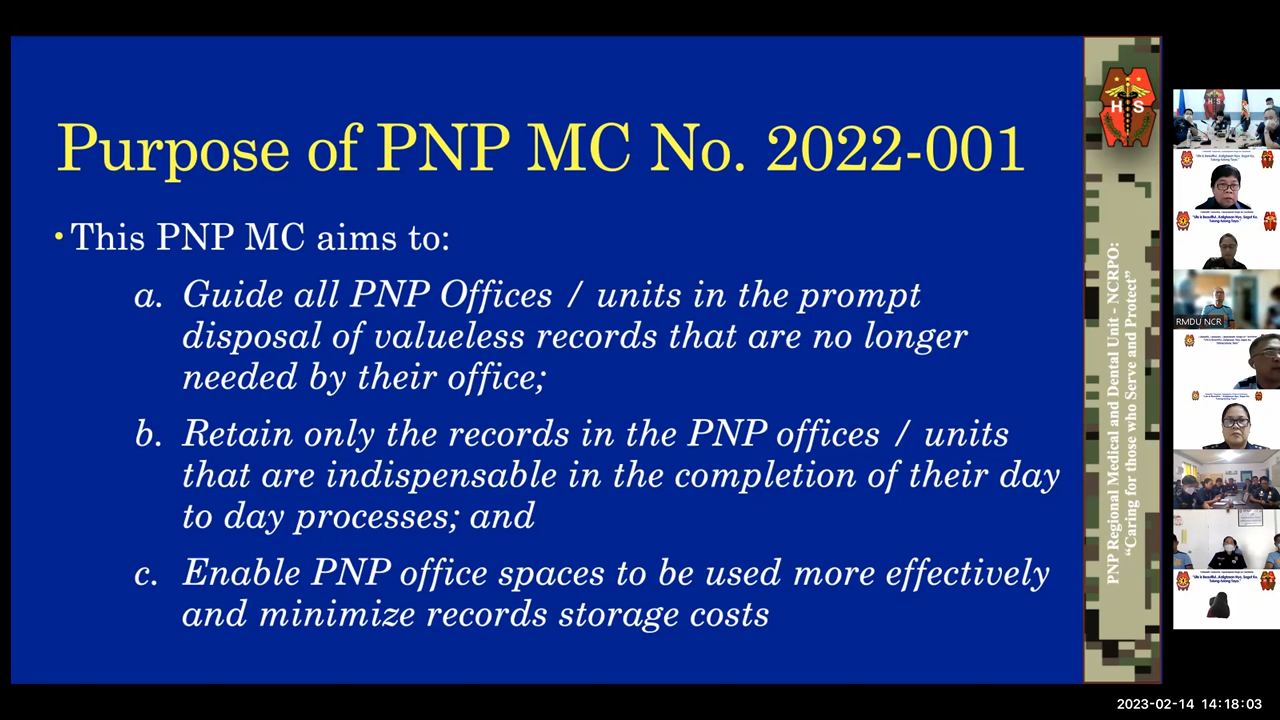 Purpose of PNP MC No. 2022-001
• This PNP MC aims to:
a. Guide all PNP Offices / units in the prompt
disposal of valueless records that are no longer
needed by their office;
b. Retain only the records in the PNP offices / units
that are indispensable in the completion of their day
to day processes; and
c. Enable PNP office spaces to be used more effectively
and minimize records storage costs
H S
PNP Regional Medical and Dental Unit - NCRPO:
“Caring for those who Serve and Protect”
RMDU NCR
2023-02-14 14:18:03